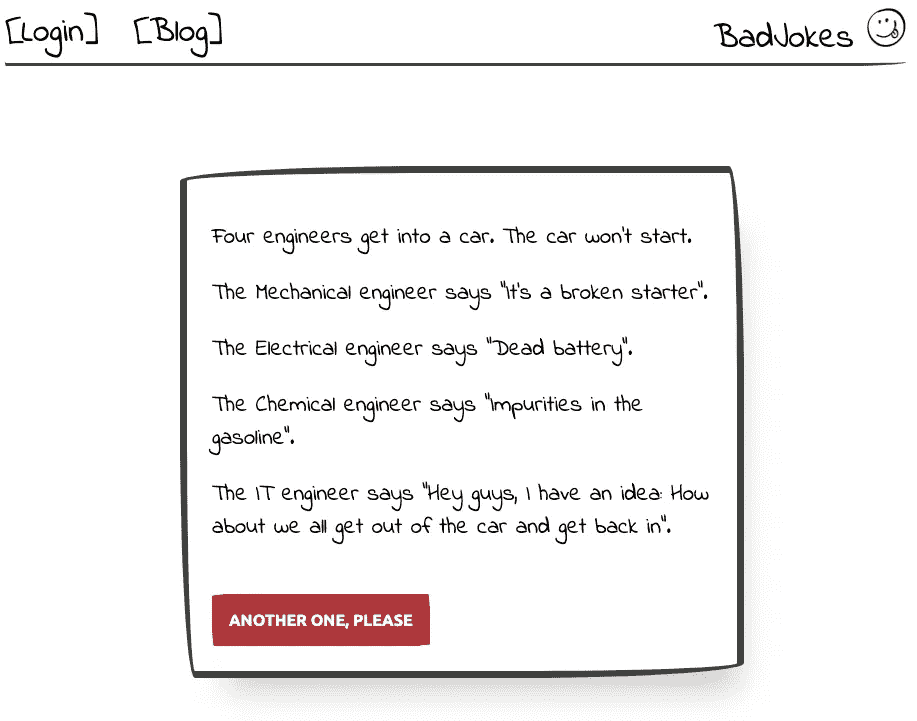 [Login] [Blog] BadJokes
Four engineers get into a car. The car won't start.
The Mechanical engineer says "It's a broken starter".
The Electrical engineer says "Dead battery".
The Chemical engineer says "Impurities in the
gasoline".
The IT engineer says "Hey guys, I have an idea: How
about we all get out of the car and get back in".
ANOTHER ONE, PLEASE